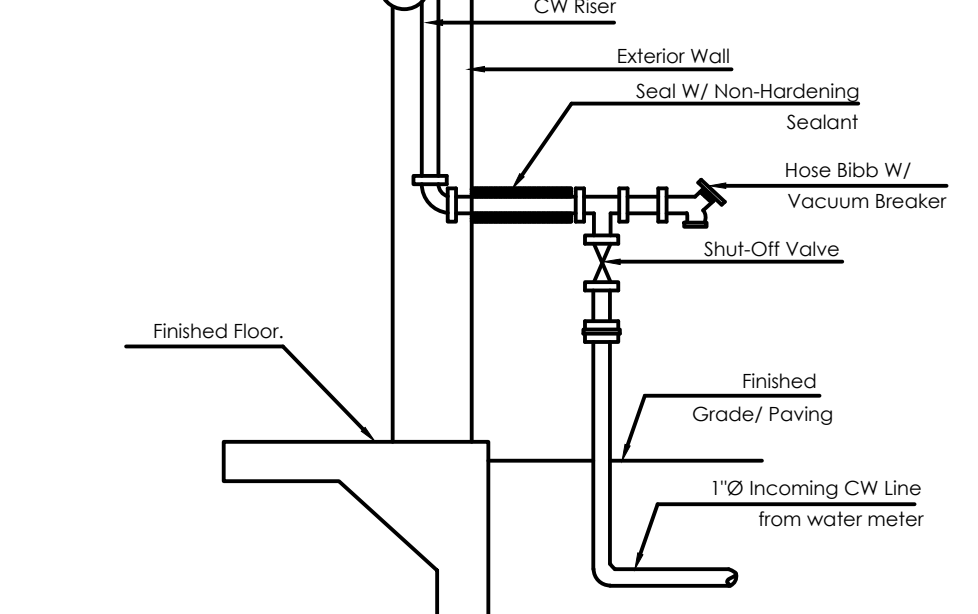 CW Riser
Exterior Wall
Seal W/ Non-Hardening
Sealant
Hose Bibb W/
Vacuum Breaker
Shut-Off Valve
Finished Floor.
Finished
Grade/ Paving
1"Ø Incoming CW Line
from water meter